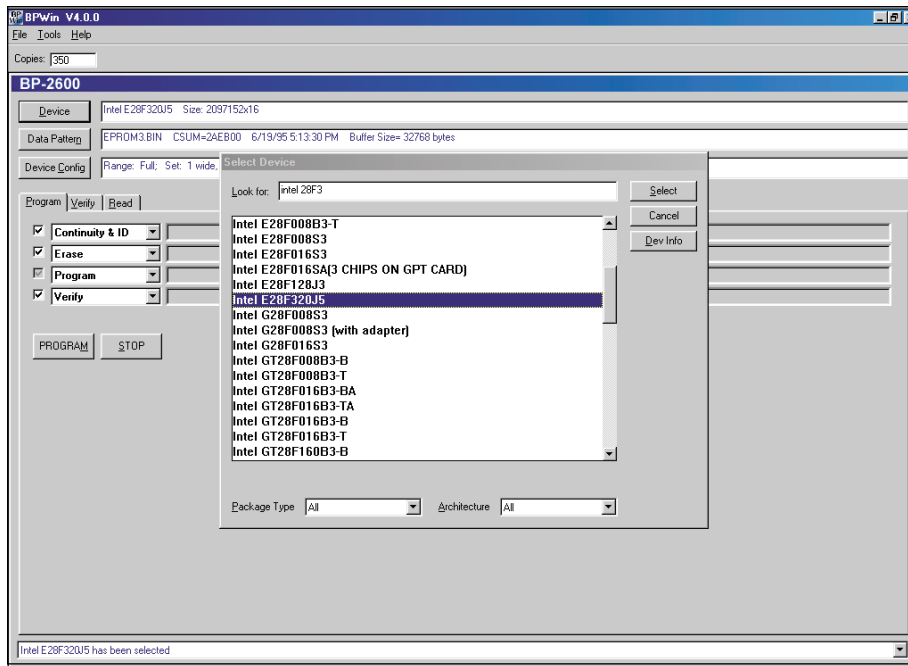 BPWin V4.0.0
File Tools Help
Copies: 350
BP-2600
Device Intel E28F320J5 Size: 2097152x16
Data Pattern EPROM3.BIN CSUM=2AEB00 6/19/95 5:13:30 PM Buffer Size= 32768 bytes
Device Config Range: Full; Set: 1 wide,
Select Device
Look for: intel 28F3 Select
Cancel
Dev Info
Intel E28F008B3-T
Intel E28F008S3
Intel E28F016S3
Intel E28F016SA(3 CHIPS ON GPT CARD)
Intel E28F128J3
Intel E28F320J5
Intel G28F008S3
Intel G28F008S3 (with adapter)
Intel G28F016S3
Intel GT28F008B3-B
Intel GT28F008B3-T
Intel GT28F016B3-BA
Intel GT28F016B3-TA
Intel GT28F016B3-B
Intel GT28F016B3-T
Intel GT28F160B3-B
Package Type All Architecture All
Program Verify Read
Continuity & ID
Erase
Program
Verify
PROGRAM STOP
Intel E28F320J5 has been selected